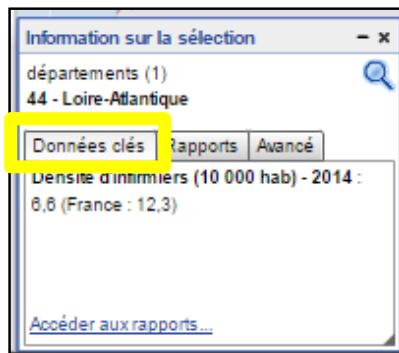 Information sur la sélection
départements (1)
44 - Loire-Atlantique
Données clés Rapports Avancé
Densité d'infirmiers (10 000 hab) - 2014 :
6,6 (France : 12,3)
Accéder aux rapports...